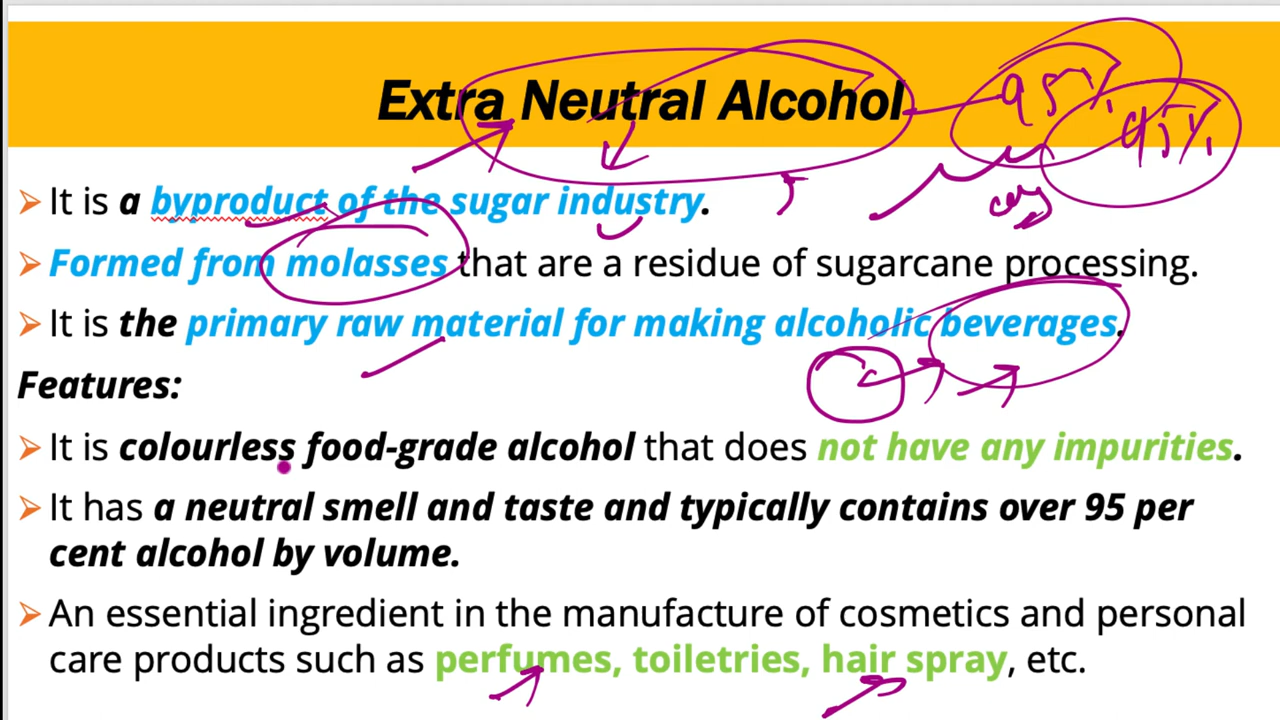 Extra Neutral Alcohol
95%
95%
It is a byproduct of the sugar industry.
Formed from molasses that are a residue of sugarcane processing.
It is the primary raw material for making alcoholic beverages.
Features:
It is colourless food-grade alcohol that does not have any impurities.
It has a neutral smell and taste and typically contains over 95 per
cent alcohol by volume.
An essential ingredient in the manufacture of cosmetics and personal
care products such as perfumes, toiletries, hair spray, etc.